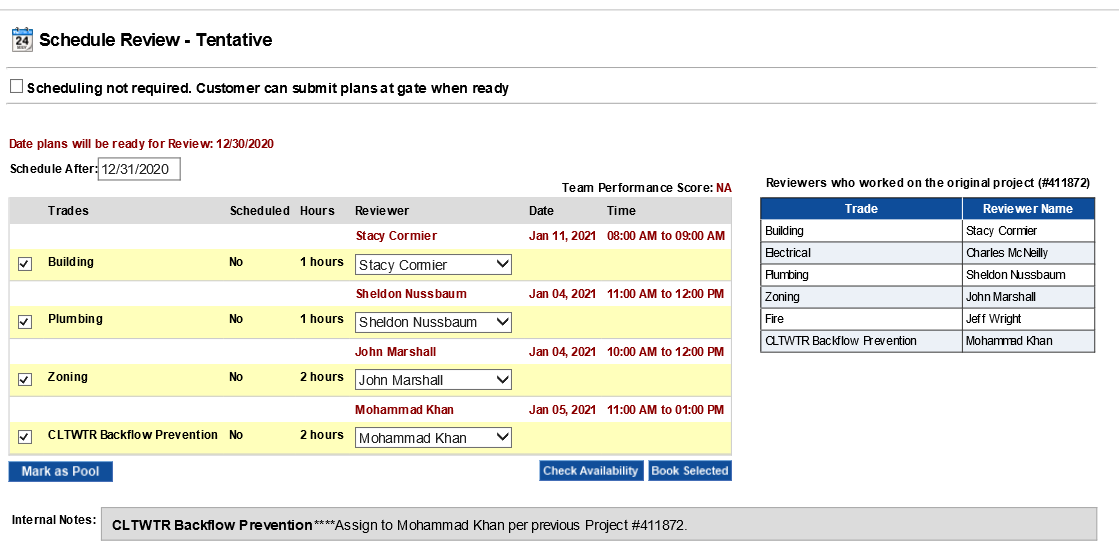 24
Schedule Review - Tentative
Scheduling not required. Customer can submit plans at gate when ready
Date plans will be ready for Review: 12/30/2020
Schedule After: 12/31/2020
Team Performance Score: NA
Trades Scheduled Hours Reviewer Date Time
Stacy Cormier Jan 11, 2021 08:00 AM to 09:00 AM
Building No 1 hours Stacy Cormier
Sheldon Nussbaum Jan 04, 2021 11:00 AM to 12:00 PM
Plumbing No 1 hours Sheldon Nussbaum
John Marshall Jan 04, 2021 10:00 AM to 12:00 PM
Zoning No 2 hours John Marshall
Mohammad Khan Jan 05, 2021 11:00 AM to 01:00 PM
CLTWTR Backflow Prevention No 2 hours Mohammad Khan
Mark as Pool Check Availability Book Selected
Reviewers who worked on the original project (#411872)
Trade Reviewer Name
Building Stacy Cormier
Electrical Charles McNeilly
Plumbing Sheldon Nussbaum
Zoning John Marshall
Fire Jeff Wright
CLTWTR Backflow Prevention Mohammad Khan
Internal Notes: CLTWTR Backflow Prevention****Assign to Mohammad Khan per previous Project #411872.